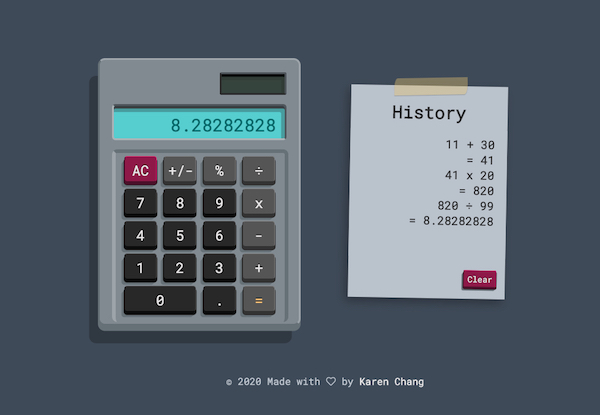 8.28282828
AC +/- % ÷
7 8 9 x
4 5 6 -
1 2 3 +
0 . =
History
11 + 30
= 41
41 x 20
= 820
820 ÷ 99
= 8.28282828
Clear
© 2020 Made with ♡ by Karen Chang